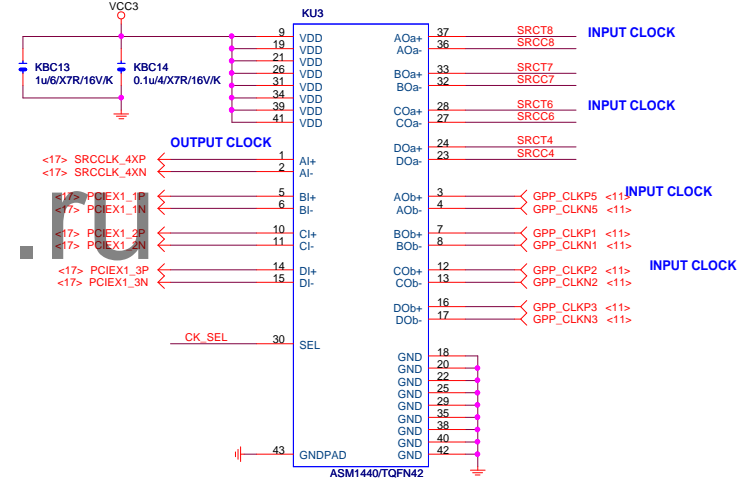 VCC3
KU3
KBC13
1u/6/X7R/16V/K
KBC14
0.1u/4/X7R/16V/K
9 VDD
19 VDD
21 VDD
26 VDD
31 VDD
34 VDD
39 VDD
41 VDD
OUTPUT CLOCK
<17> SRCCLK_4XP 1 AI+
<17> SRCCLK_4XN 2 AI-
<17> PCIEX1_1P 5 BI+
<17> PCIEX1_1N 6 BI-
<17> PCIEX1_2P 10 CI+
<17> PCIEX1_2N 11 CI-
<17> PCIEX1_3P 14 DI+
<17> PCIEX1_3N 15 DI-
CK_SEL 30 SEL
43 GNDPAD
AOa+ 37 SRCT8
AOa- 36 SRCC8
INPUT CLOCK
BOa+ 33 SRCT7
BOa- 32 SRCC7
COa+ 28 SRCT6
COa- 27 SRCC6
INPUT CLOCK
DOa+ 24 SRCT4
DOa- 23 SRCC4
AOb+ 3 GPP_CLKP5 <11>
AOb- 4 GPP_CLKN5 <11>
INPUT CLOCK
BOb+ 7 GPP_CLKP1 <11>
BOb- 8 GPP_CLKN1 <11>
COb+ 12 GPP_CLKP2 <11>
COb- 13 GPP_CLKN2 <11>
INPUT CLOCK
DOb+ 16 GPP_CLKP3 <11>
DOb- 17 GPP_CLKN3 <11>
GND 18
GND 20
GND 22
GND 25
GND 29
GND 35
GND 38
GND 40
GND 42
ASM1440/TQFN42
.ru